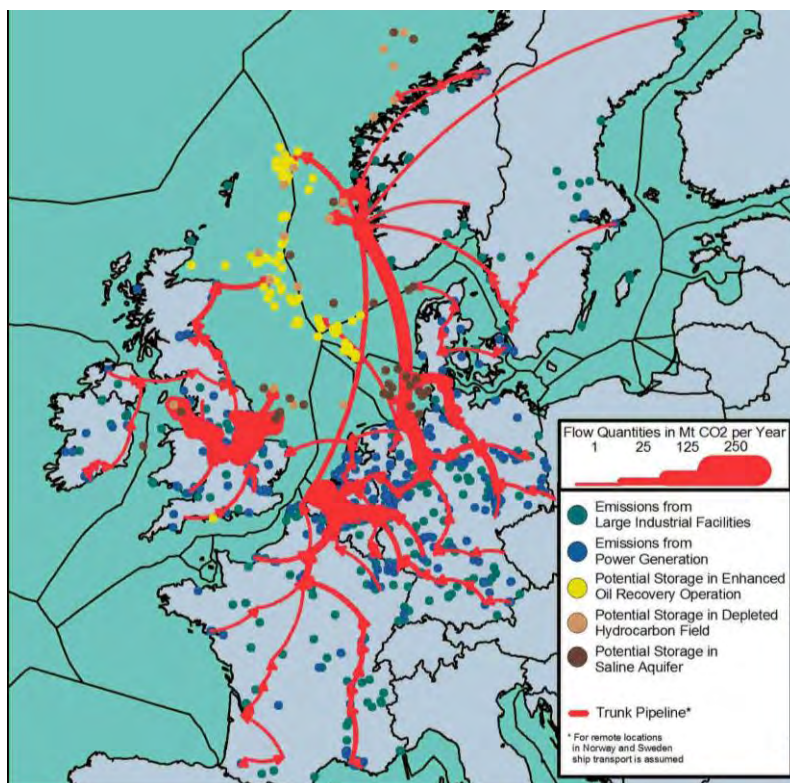 Flow Quantities in Mt CO2 per Year
1 25 125 250
Emissions from
Large Industrial Facilities
Emissions from
Power Generation
Potential Storage in Enhanced
Oil Recovery Operation
Potential Storage in Depleted
Hydrocarbon Field
Potential Storage in
Saline Aquifer
Trunk Pipeline*
* For remote locations
in Norway and Sweden
ship transport is assumed